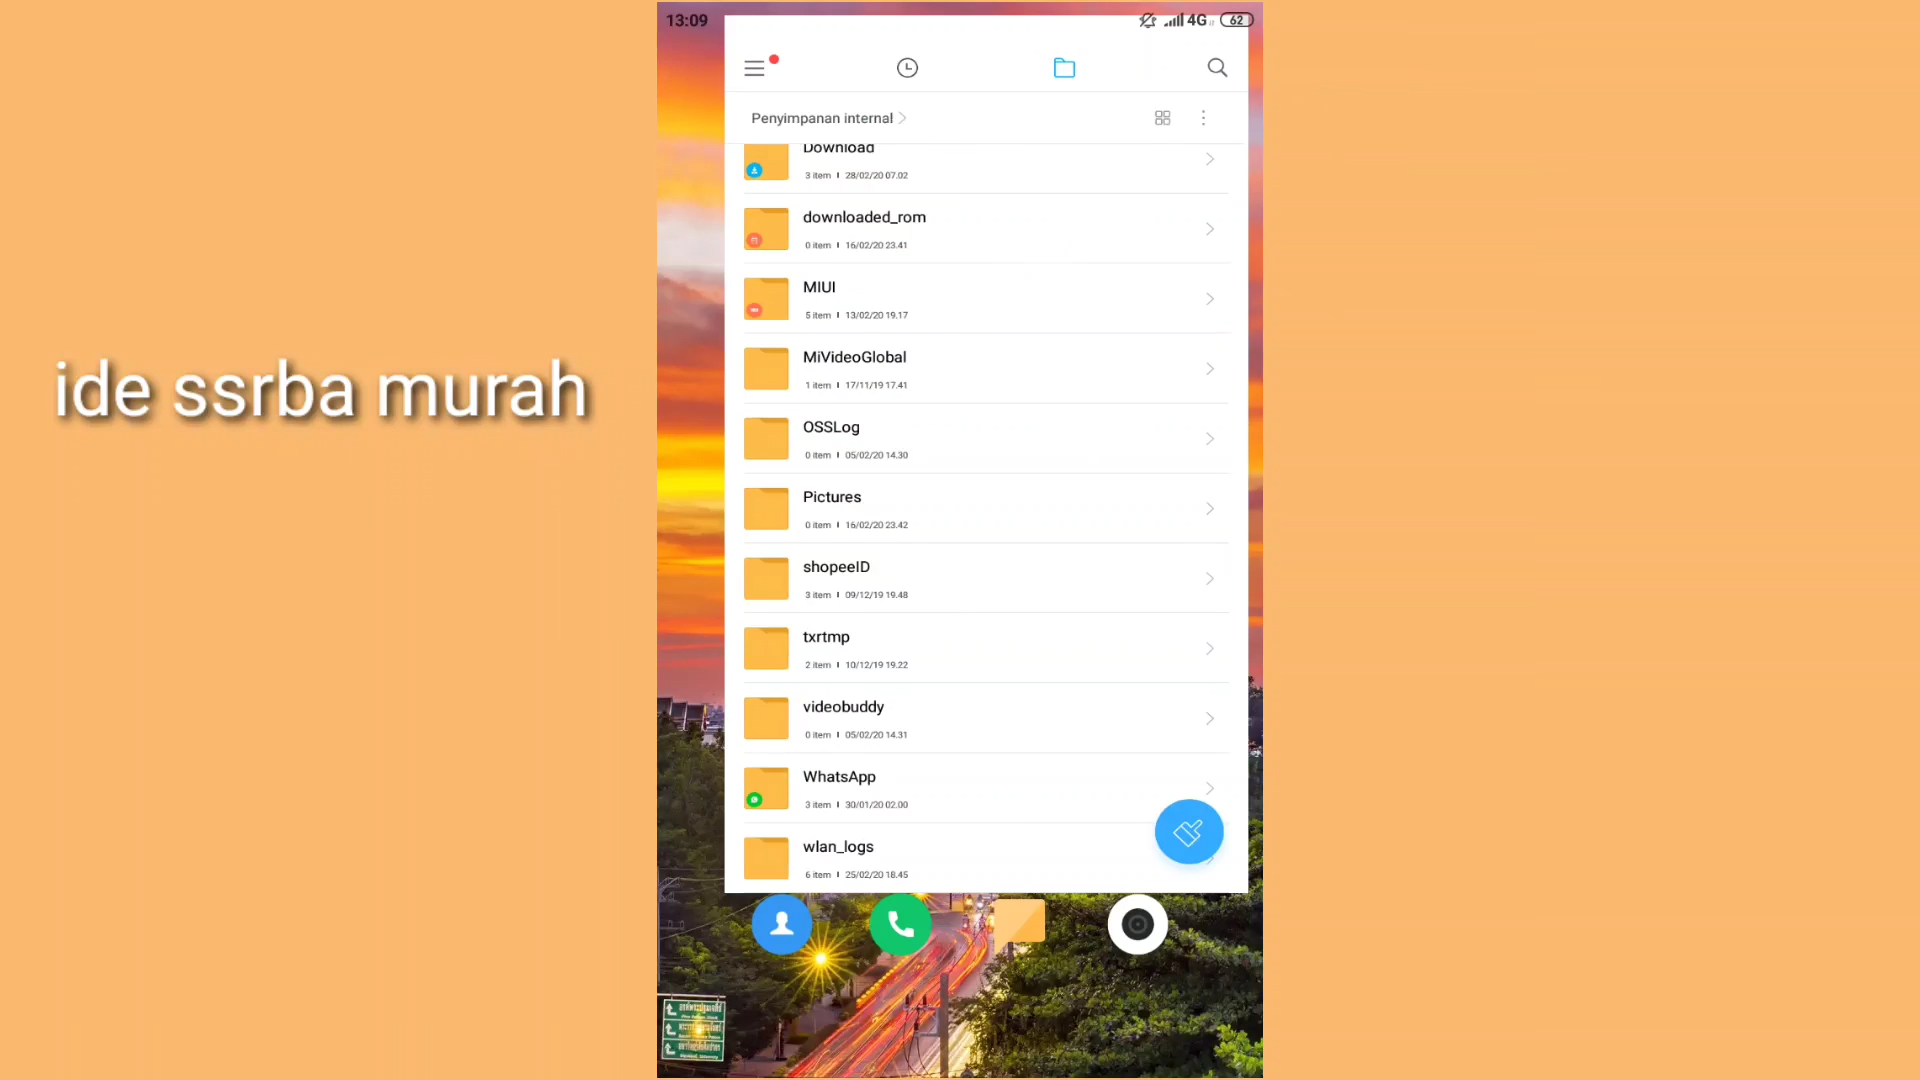 13:09
4G 62
Penyimpanan internal
Download
3 item 28/02/20 07.02
downloaded_rom
0 item 16/02/20 23.41
MIUI
5 item 13/02/20 19.17
MiVideoGlobal
1 item 17/11/19 17.41
OSSLog
0 item 05/02/20 14.30
Pictures
0 item 16/02/20 23.42
shopeeID
3 item 09/12/19 19.48
txrtmp
2 item 10/12/19 19.22
videobuddy
0 item 05/02/20 14.31
WhatsApp
3 item 30/01/20 02.00
wlan_logs
6 item 25/02/20 18.45
ide ssrba murah